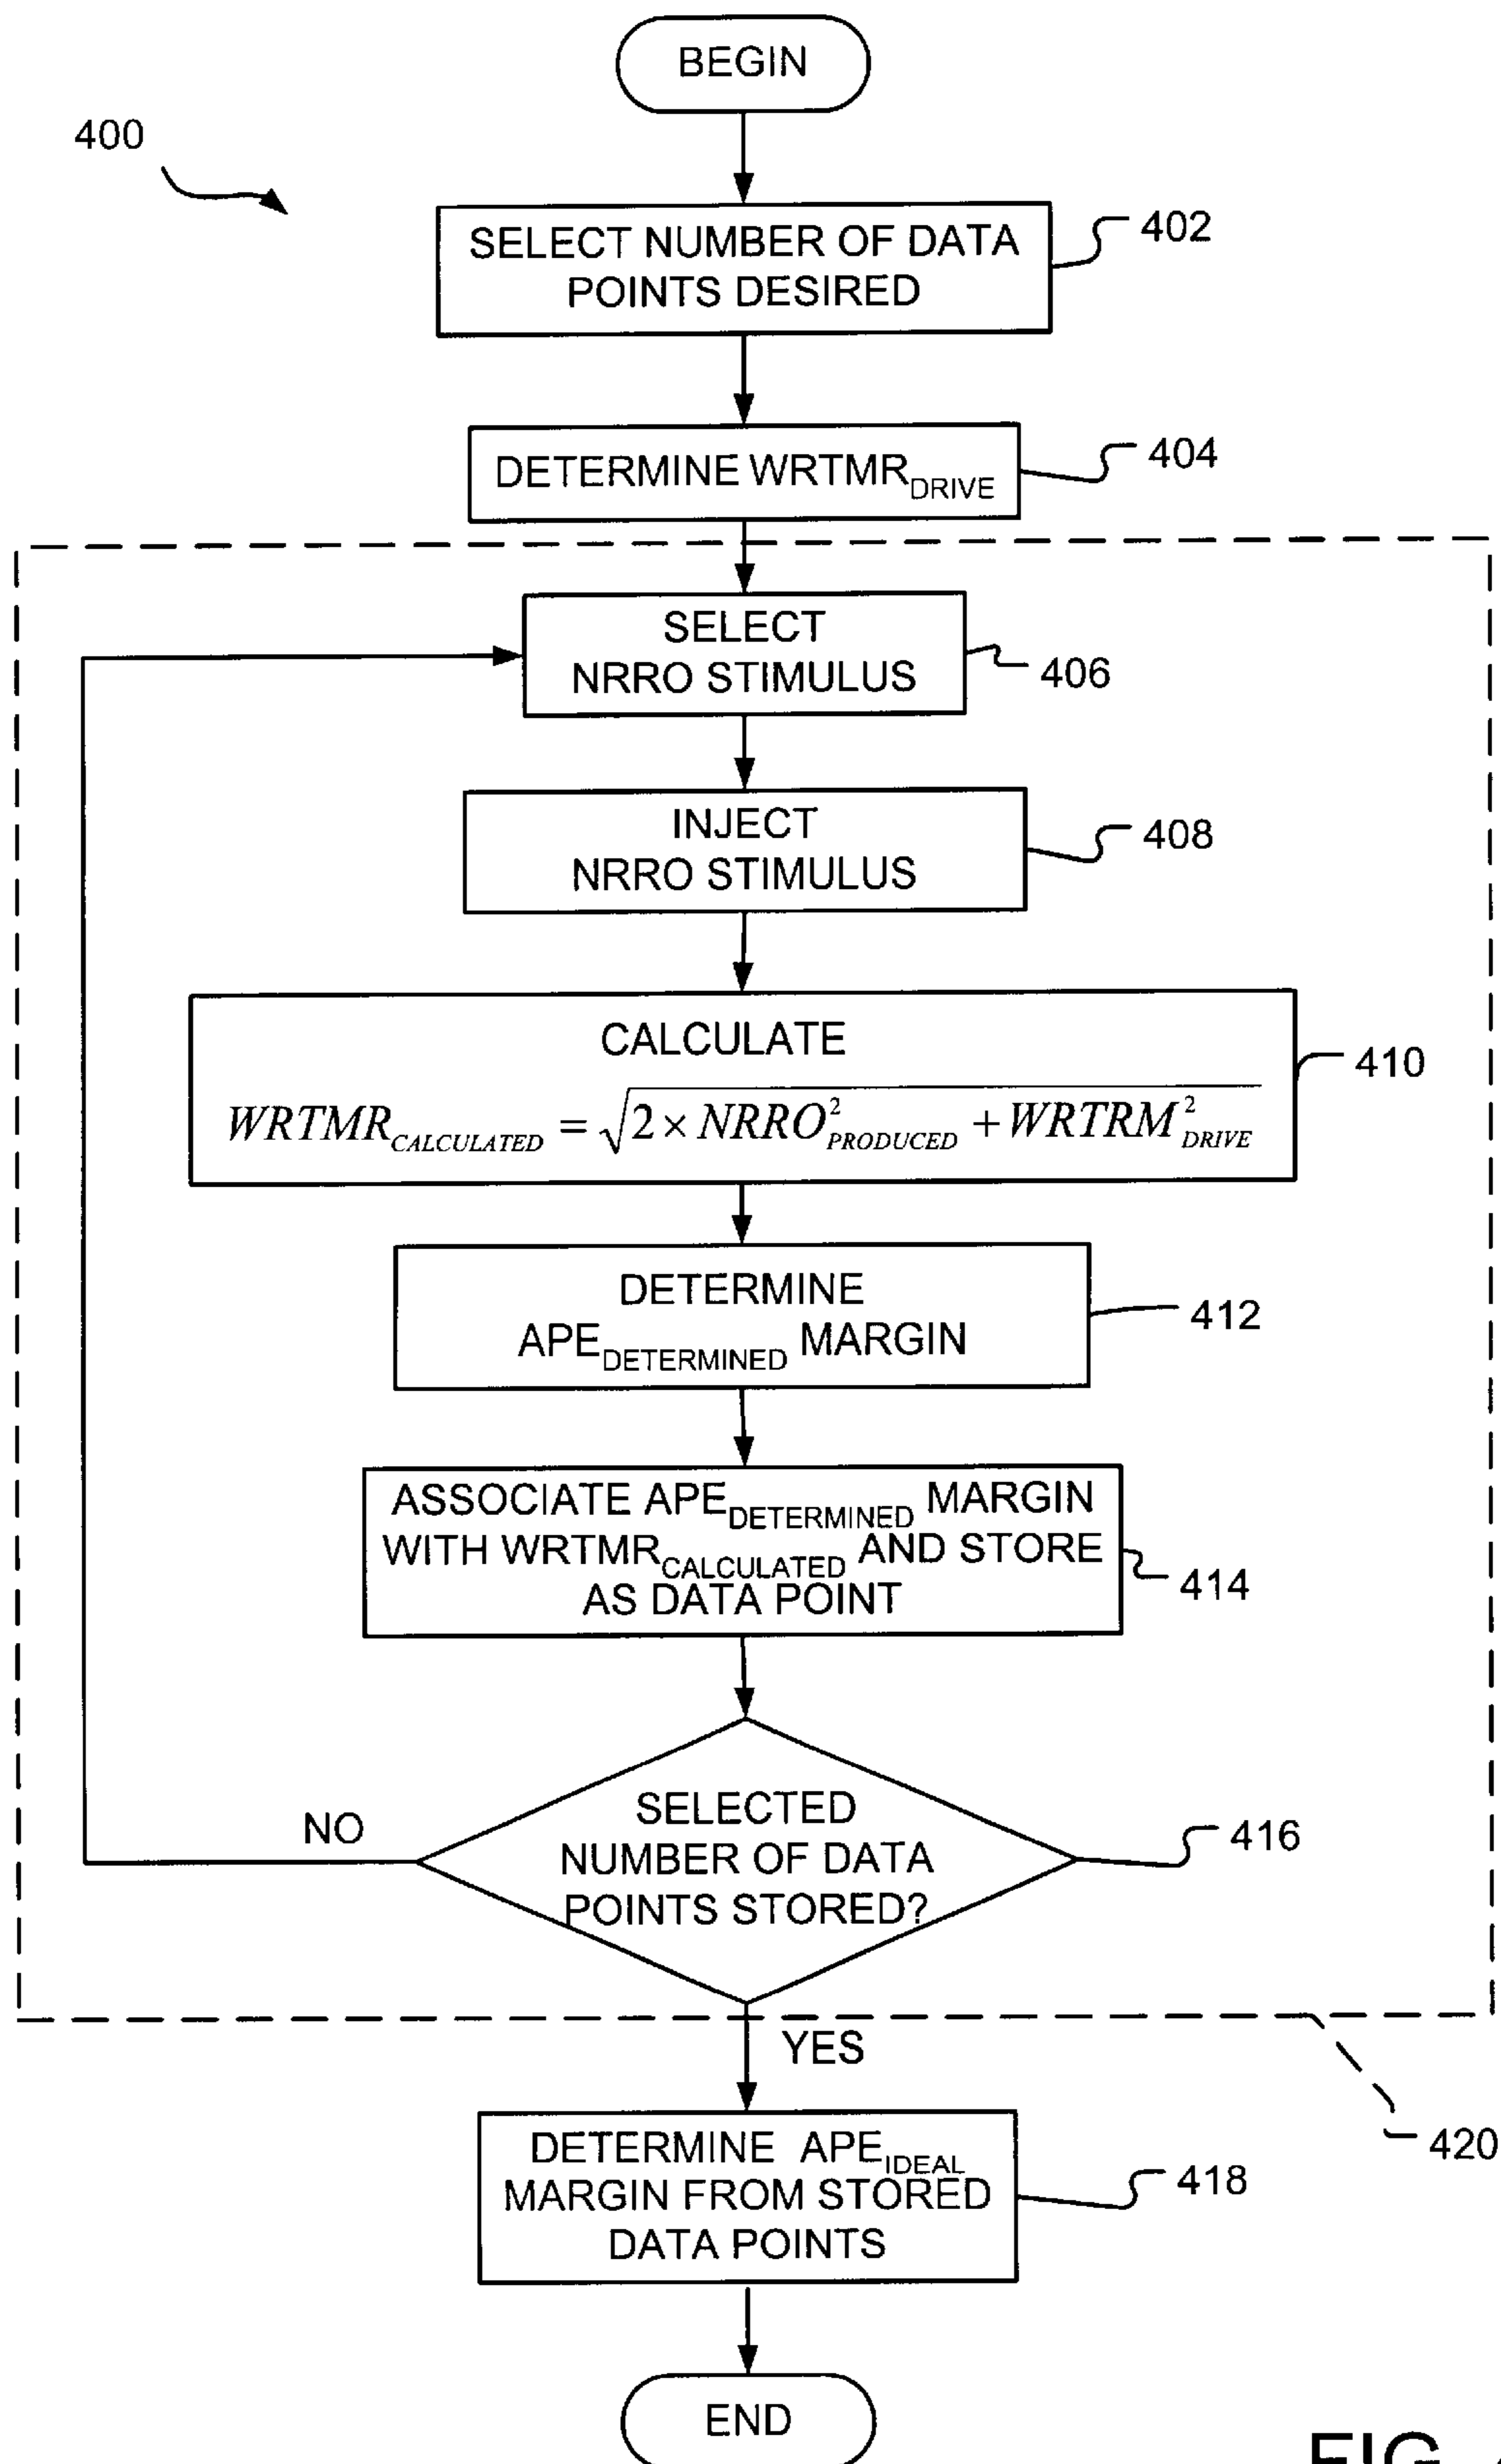 BEGIN
400
SELECT NUMBER OF DATA
POINTS DESIRED
402
DETERMINE WRTMR_DRIVE
404
SELECT
NRRO STIMULUS
406
INJECT
NRRO STIMULUS
408
CALCULATE
WRTMR_CALCULATED = √(2 × NRRO²_PRODUCED + WRTRM²_DRIVE)
410
DETERMINE
APE_DETERMINED MARGIN
412
ASSOCIATE APE_DETERMINED MARGIN
WITH WRTMR_CALCULATED AND STORE
AS DATA POINT
414
NO
SELECTED
NUMBER OF DATA
POINTS STORED?
416
YES
420
DETERMINE APE_IDEAL
MARGIN FROM STORED
DATA POINTS
418
END
FIG.